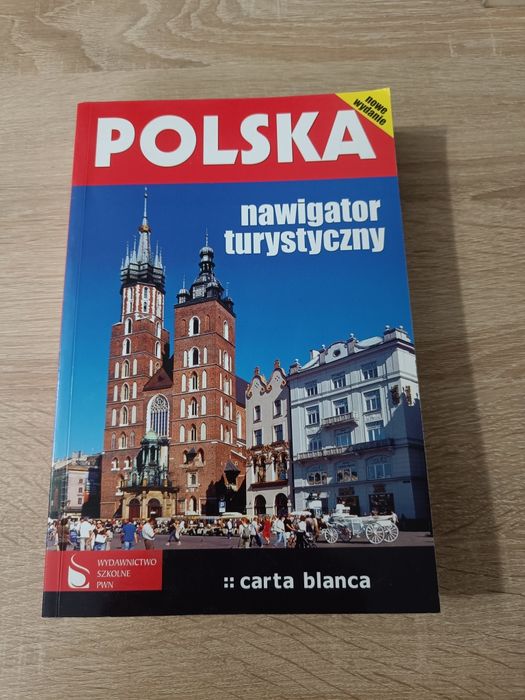 POLSKA
nowe
wydanie
nawigator
turystyczny
WYDAWNICTWO
SZKOLNE
PWN
:: carta blanca